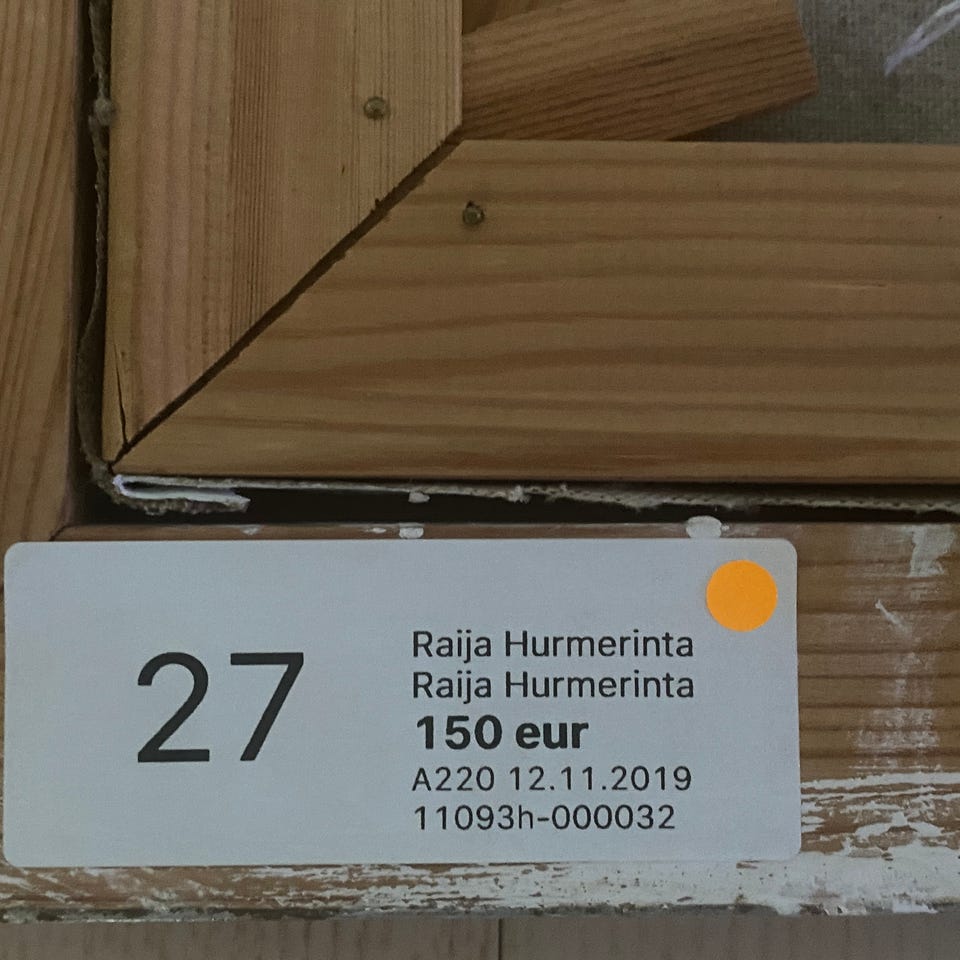 27
Raija Hurmerinta
Raija Hurmerinta
150 eur
A220 12.11.2019
11093h-000032